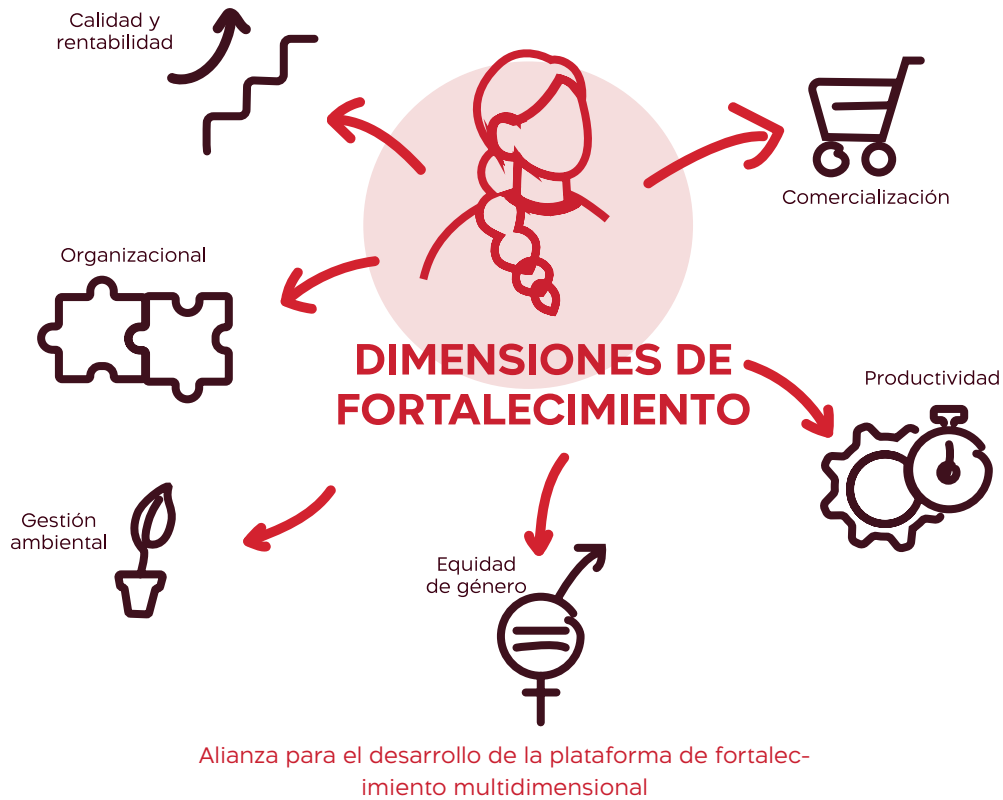 Calidad y
rentabilidad
Comercialización
Organizacional
DIMENSIONES DE
FORTALECIMIENTO
Productividad
Gestión
ambiental
Equidad
de género
Alianza para el desarrollo de la plataforma de fortalec-
imiento multidimensional